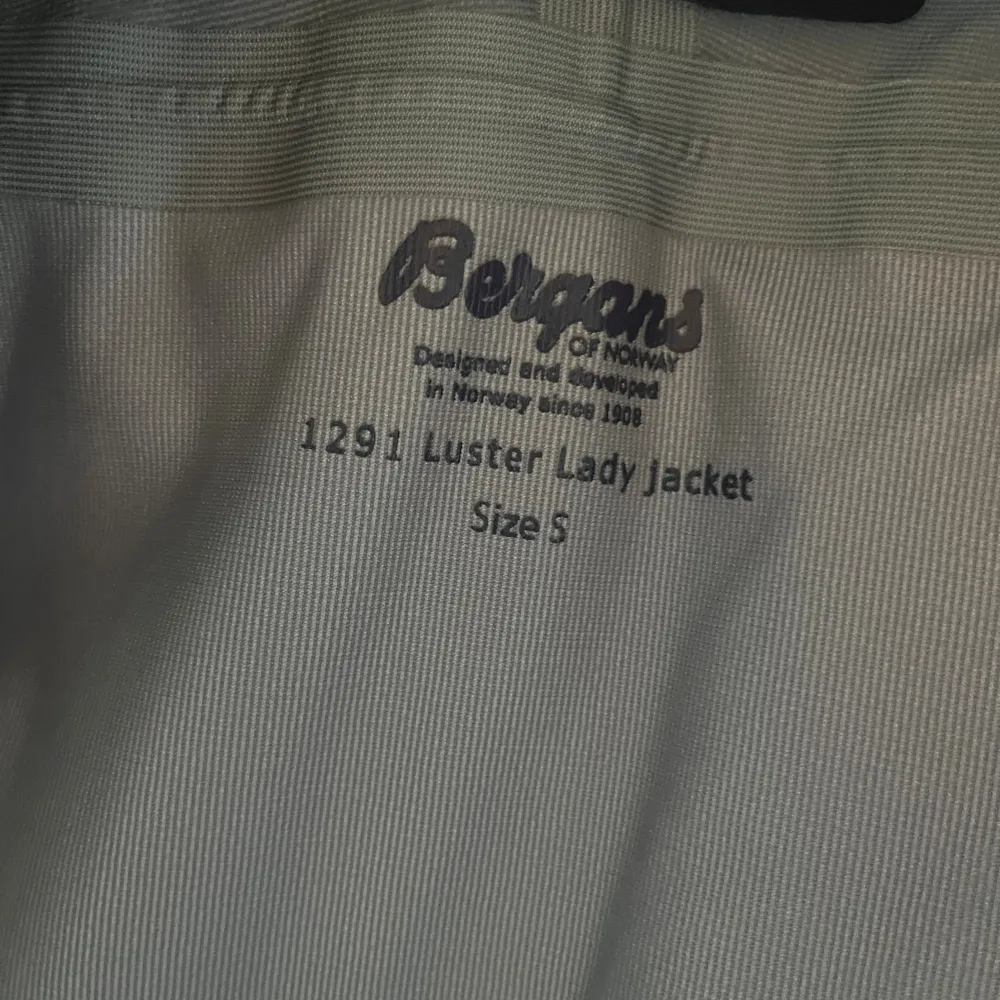 Bergans
OF NORWAY
Designed and developed
in Norway since 1908
1291 Luster Lady Jacket
Size S